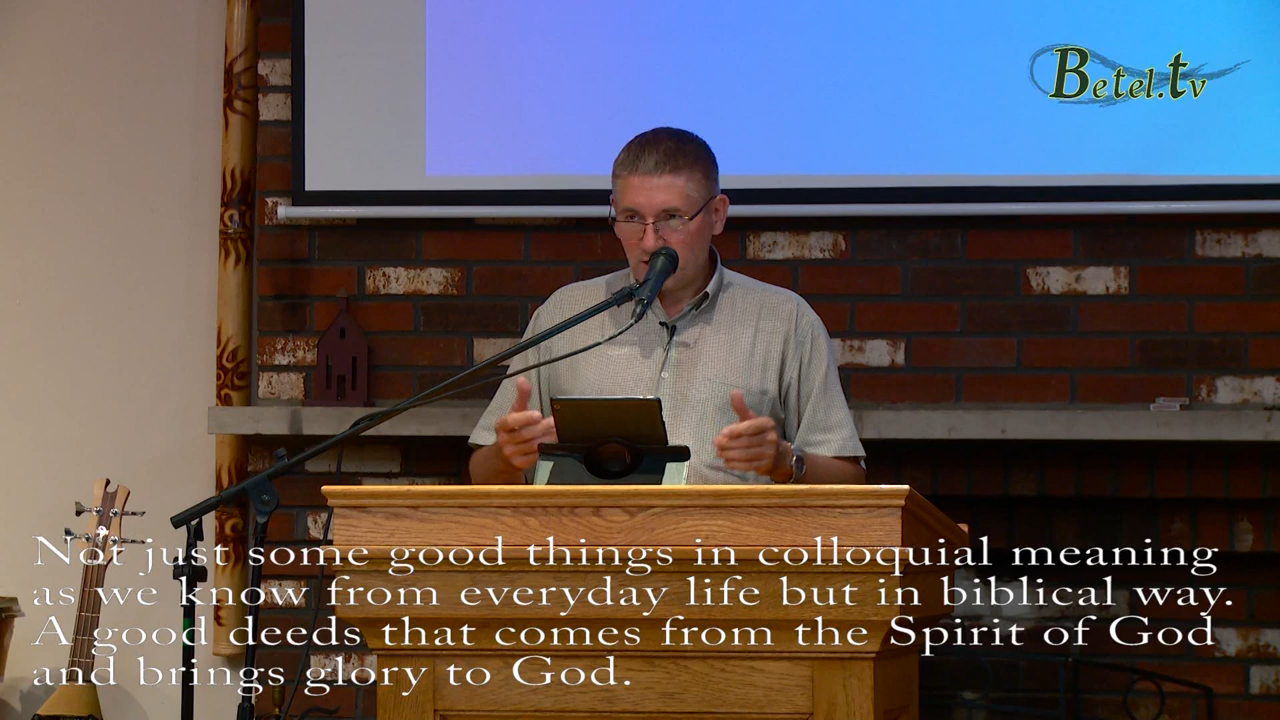 Betel.tv
Not just some good things in colloquial meaning
as we know from everyday life but in biblical way.
A good deeds that comes from the Spirit of God
and brings glory to God.